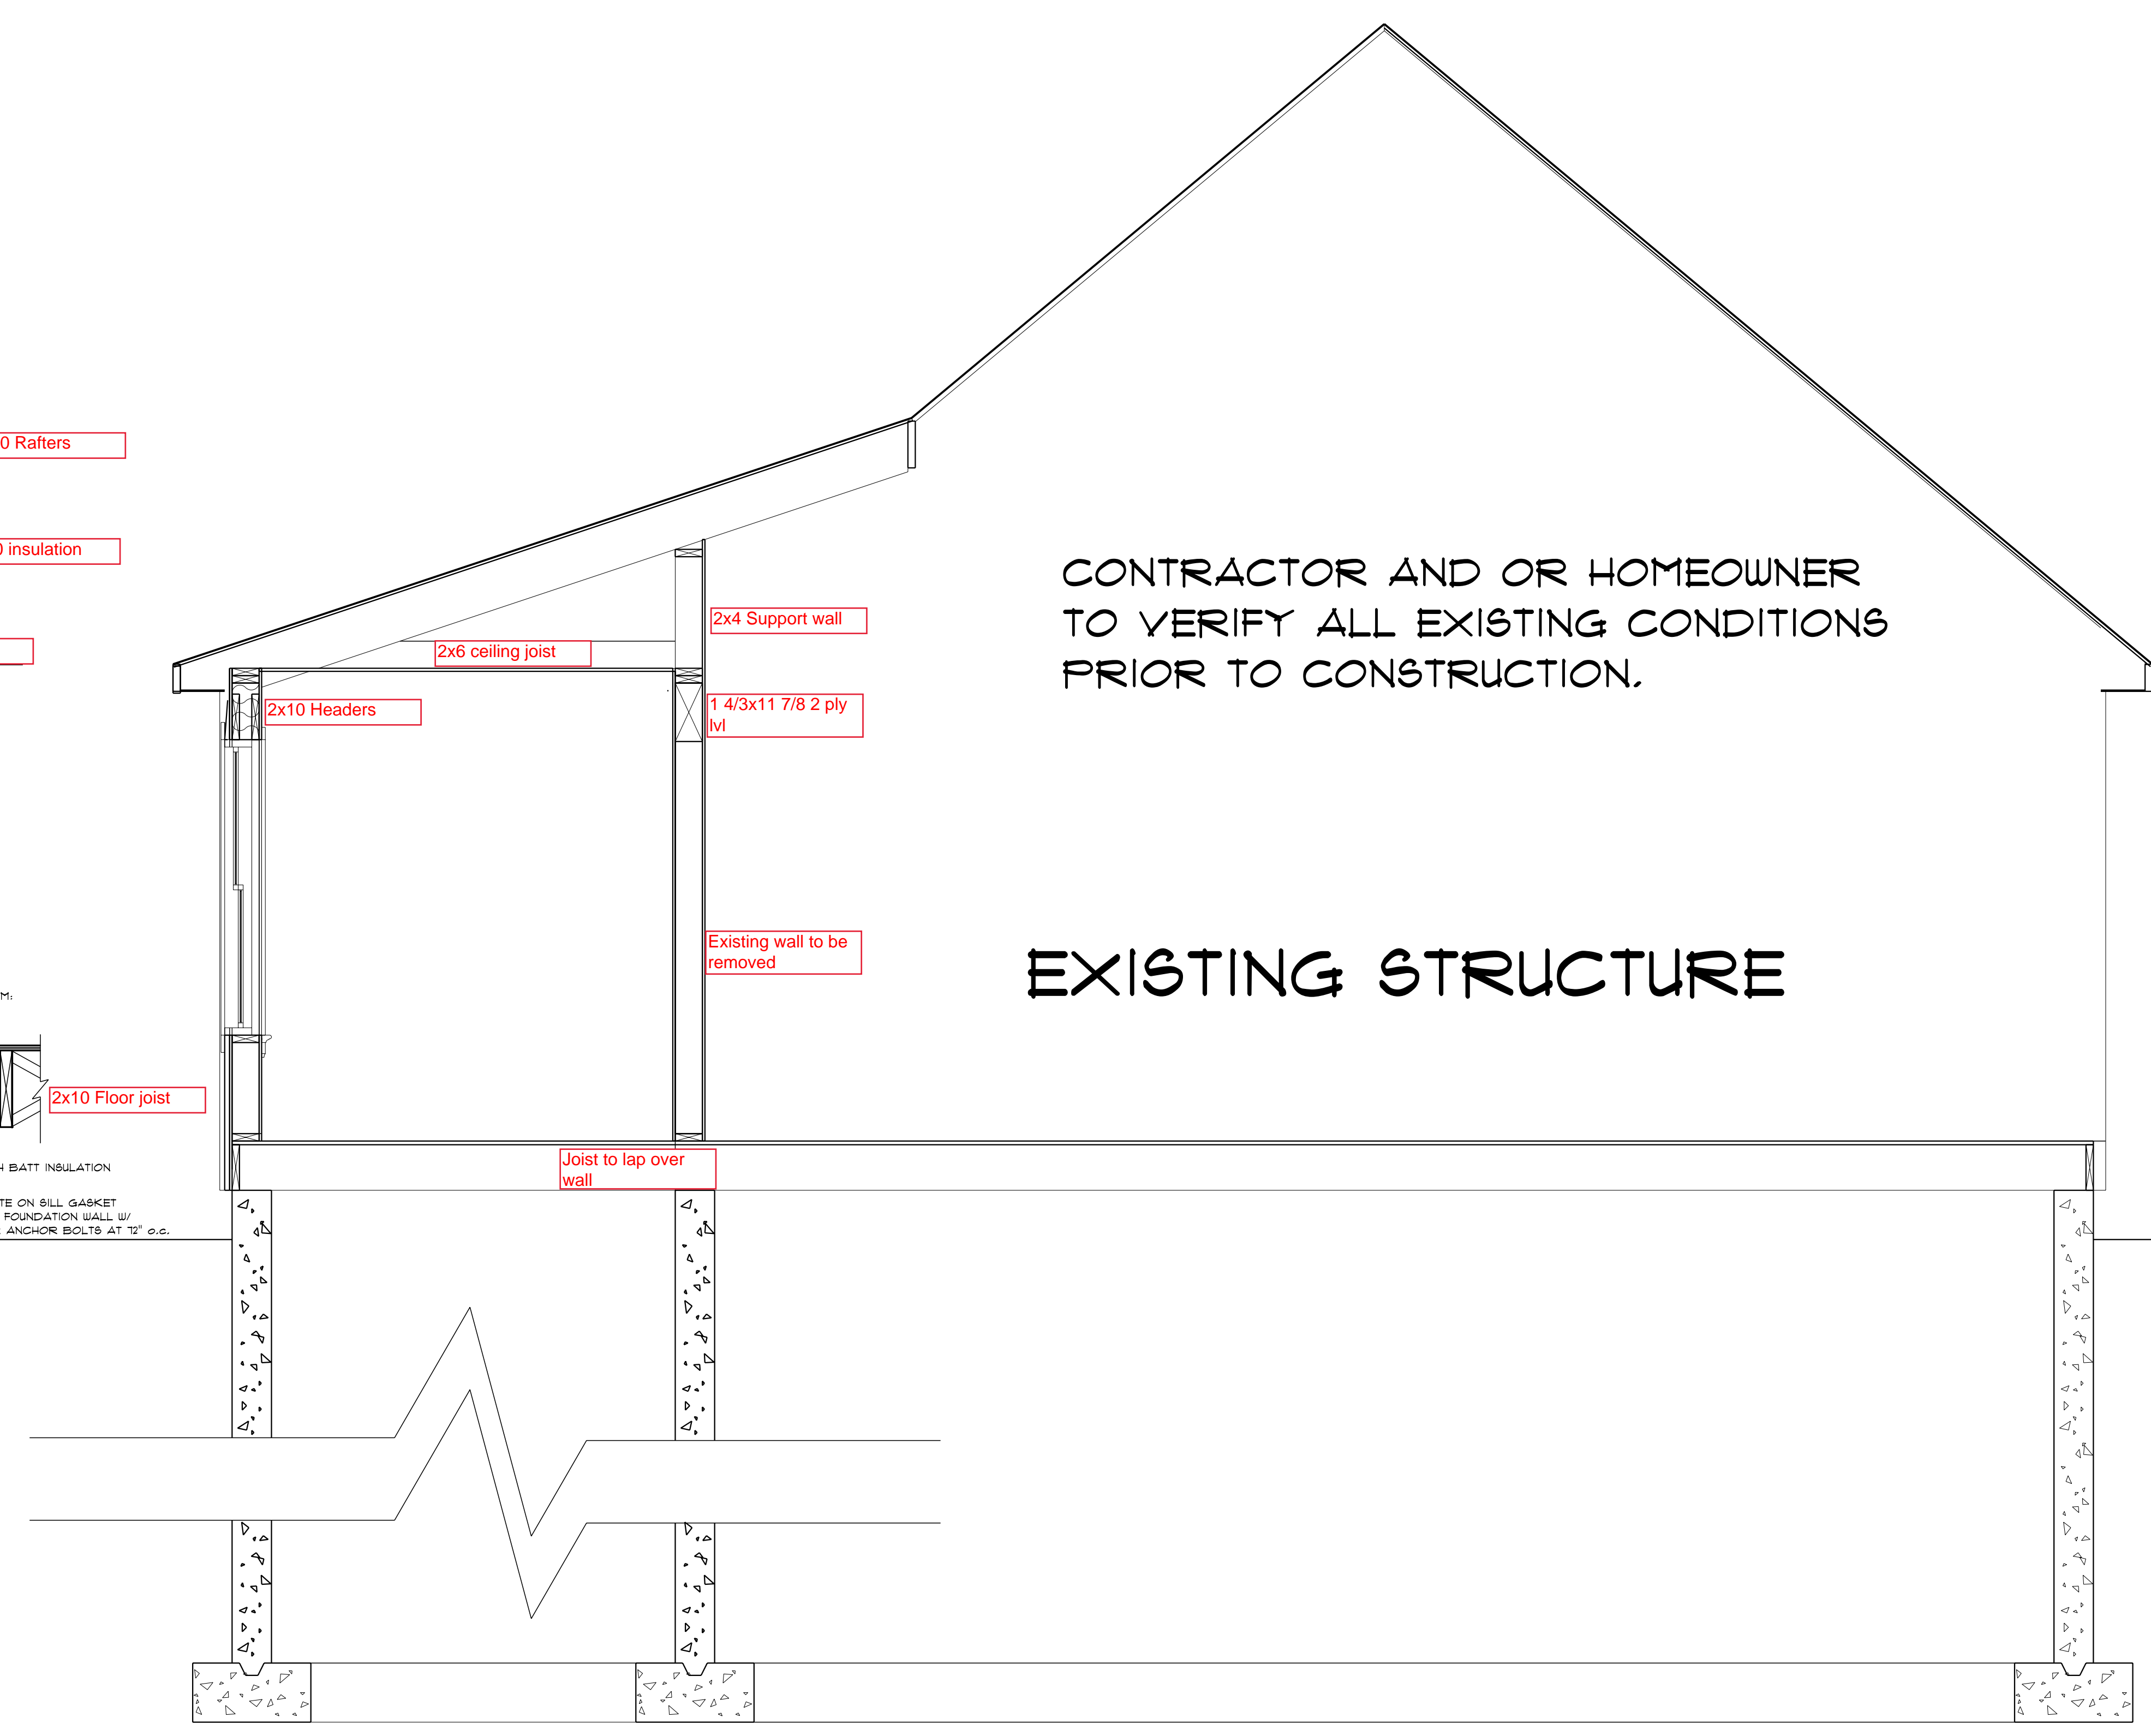 0 Rafters
insulation
2x4 Support wall
2x6 ceiling joist
2x10 Headers
1 4/3x11 7/8 2 ply
lvl
CONTRACTOR AND OR HOMEOWNER
TO VERIFY ALL EXISTING CONDITIONS
PRIOR TO CONSTRUCTION.
Existing wall to be
removed
EXISTING STRUCTURE
M:
2x10 Floor joist
Joist to lap over
wall
H BATT INSULATION
TE ON SILL GASKET
FOUNDATION WALL W/
ANCHOR BOLTS AT 72" o.c.